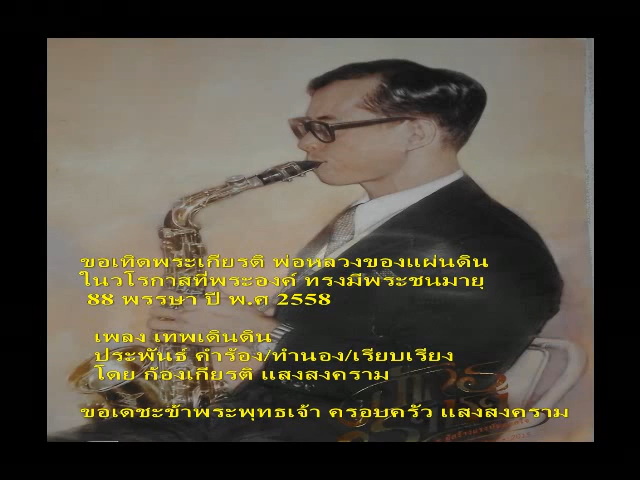 ขอเทิดพระเกียรติ พ่อหลวงของแผ่นดิน
ในวโรกาสที่พระองค์ ทรงมีพระชนมายุ
88 พรรษา ปี พ.ศ 2558
เพลง เทพเดินดิน
ประพันธ์ คำร้อง/ทำนอง/เรียบเรียง
โดย ก้องเกียรติ แสงสงคราม
ขอเดชะข้าพระพุทธเจ้า ครอบครัว แสงสงคราม